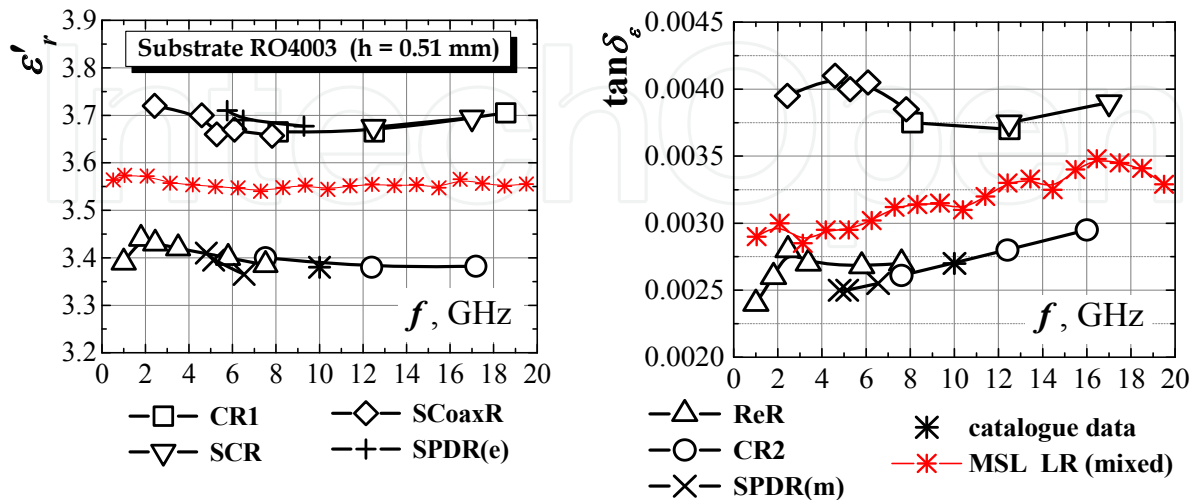 Substrate RO4003 (h = 0.51 mm)
ε'r
3.9
3.8
3.7
3.6
3.5
3.4
3.3
3.2
0 2 4 6 8 10 12 14 16 18 20
f , GHz
CR1
SCR
SCoaxR
SPDR(e)
tanδε
0.0045
0.0040
0.0035
0.0030
0.0025
0.0020
0 2 4 6 8 10 12 14 16 18 20
f , GHz
ReR
CR2
SPDR(m)
catalogue data
MSL LR (mixed)
IntechOpen